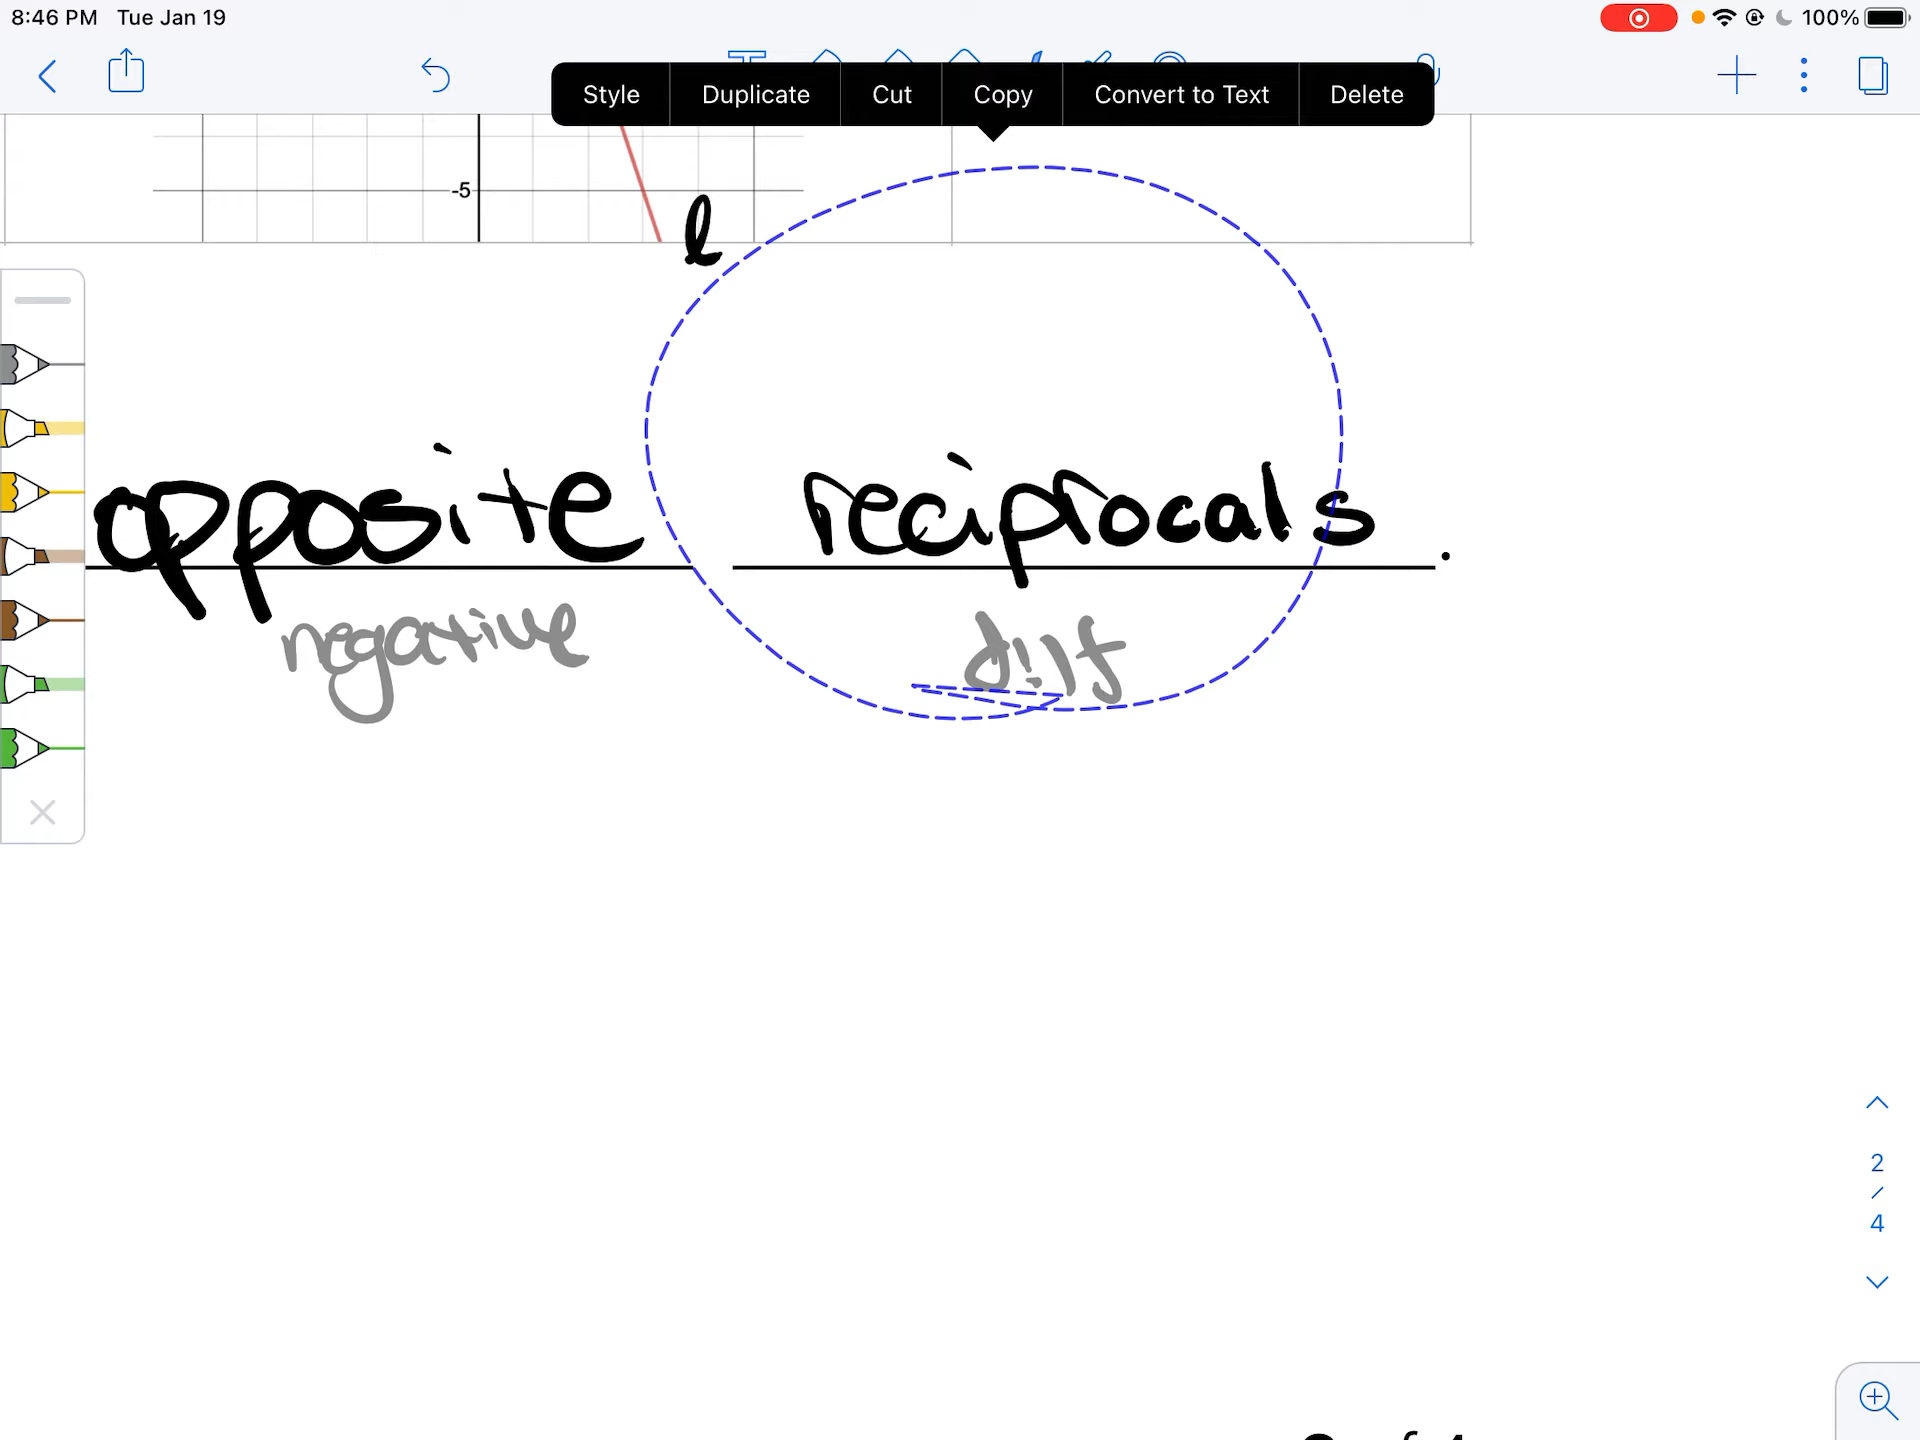 8:46 PM Tue Jan 19
100%
Style Duplicate Cut Copy Convert to Text Delete
-5
l
opposite reciprocals.
negative flip
2
/
4